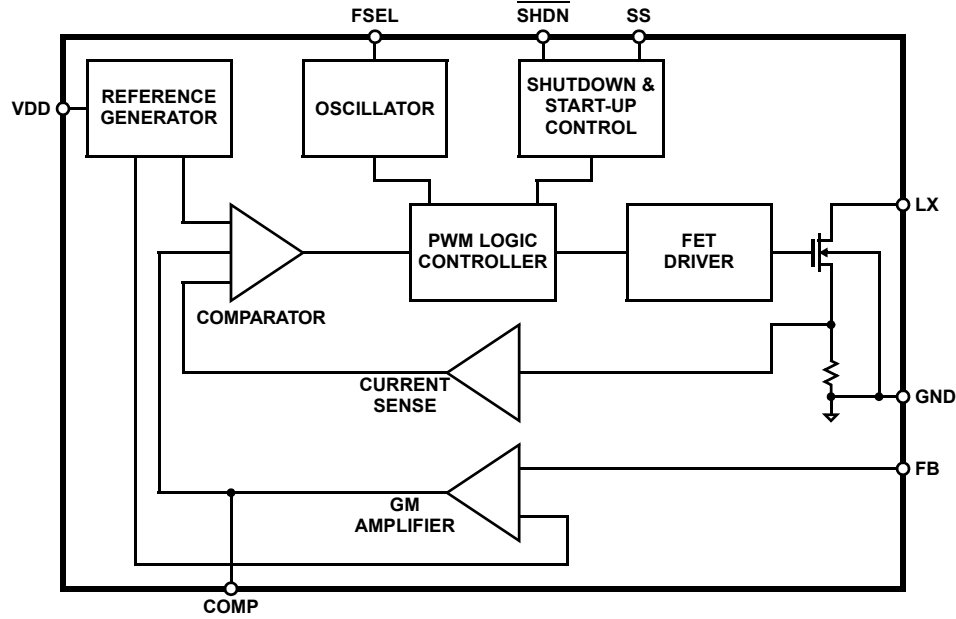 FSEL
SHDN
SS
VDD
REFERENCE
GENERATOR
OSCILLATOR
SHUTDOWN &
START-UP
CONTROL
LX
PWM LOGIC
CONTROLLER
FET
DRIVER
COMPARATOR
CURRENT
SENSE
GND
FB
GM
AMPLIFIER
COMP